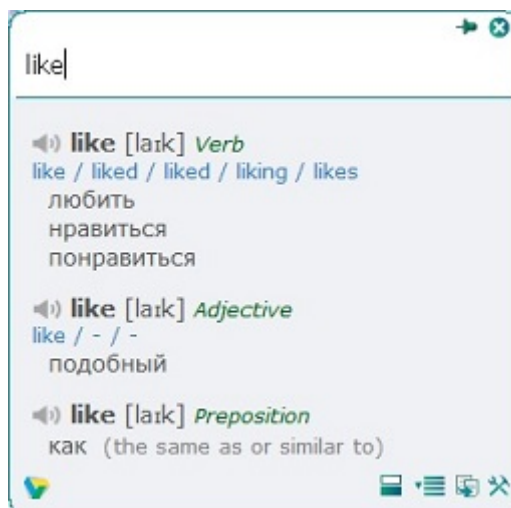 like
like [laɪk] Verb
like / liked / liked / liking / likes
любить
нравиться
понравиться
like [laɪk] Adjective
like / - / -
подобный
like [laɪk] Preposition
как (the same as or similar to)